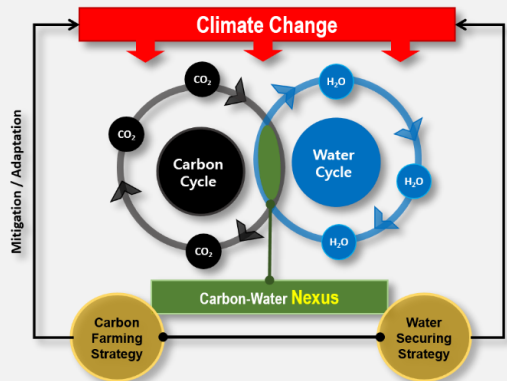 Climate Change
CO₂
H₂O
CO₂
Carbon
Cycle
Water
Cycle
H₂O
CO₂
H₂O
Mitigation / Adaptation
Carbon-Water Nexus
Carbon
Farming
Strategy
Water
Securing
Strategy